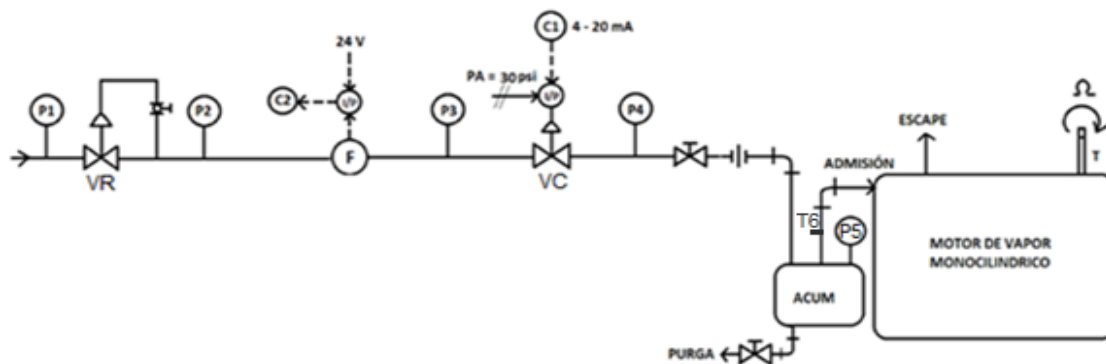 C1 4 - 20 mA
24 V
PA = 30 psi
Ω
P1
P2
C2
I/P
P3
I/P
P4
ESCAPE
F
T
VR
VC
ADMISIÓN
T6
P5
MOTOR DE VAPOR
MONOCILINDRICO
ACUM
PURGA